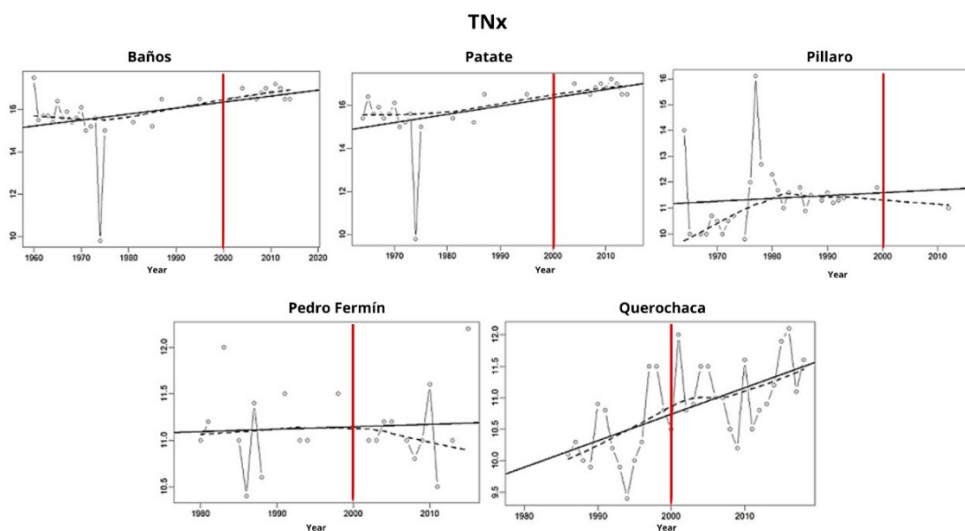 TNx
Baños
Patate
Pillaro
10 12 14 16
10 12 14 16
10 11 12 13 14 15 16
1960 1970 1980 1990 2000 2010 2020
1970 1980 1990 2000 2010
1970 1980 1990 2000 2010
Year
Year
Year
Pedro Fermín
Querochaca
10.5 11.0 11.5 12.0
9.5 10.0 10.5 11.0 11.5 12.0
1980 1990 2000 2010
1980 1990 2000 2010
Year
Year